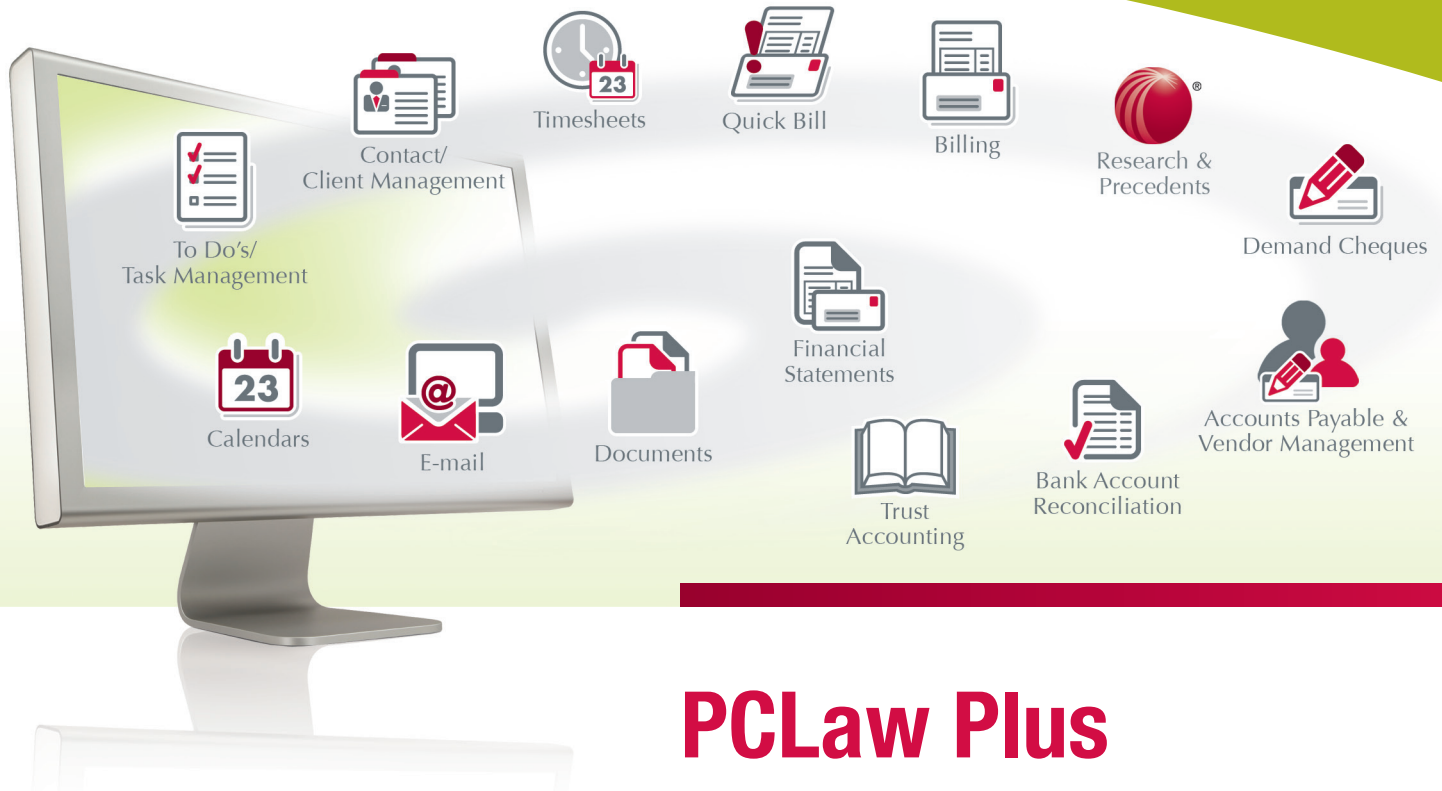 23
Timesheets
Quick Bill
Billing
Contact/
Client Management
®
Research &
Precedents
To Do's/
Task Management
Demand Cheques
23
Calendars
@
E-mail
Documents
Financial
Statements
Accounts Payable &
Vendor Management
Trust
Accounting
Bank Account
Reconciliation
PCLaw Plus